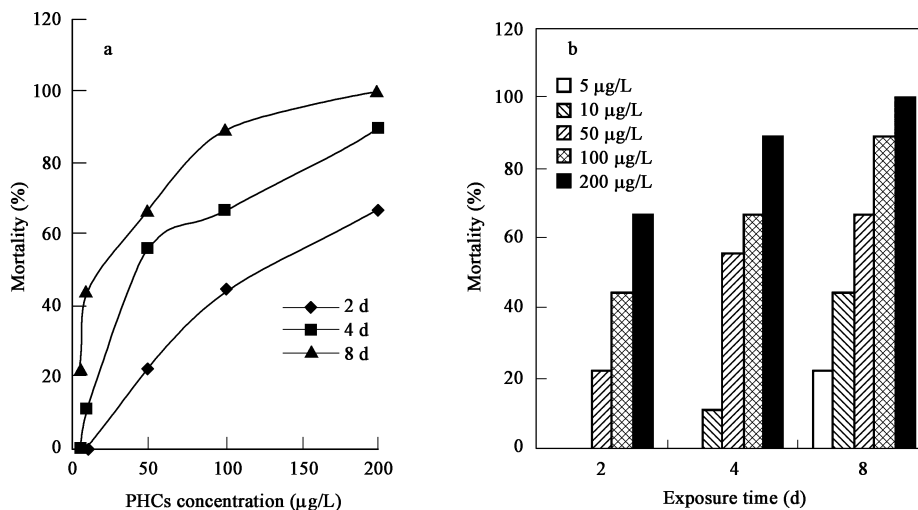 a
120
100
80
60
40
20
0
Mortality (%)
2 d
4 d
8 d
0 50 100 150 200
PHCs concentration (μg/L)
b
120
100
80
60
40
20
0
Mortality (%)
5 μg/L
10 μg/L
50 μg/L
100 μg/L
200 μg/L
2 4 8
Exposure time (d)